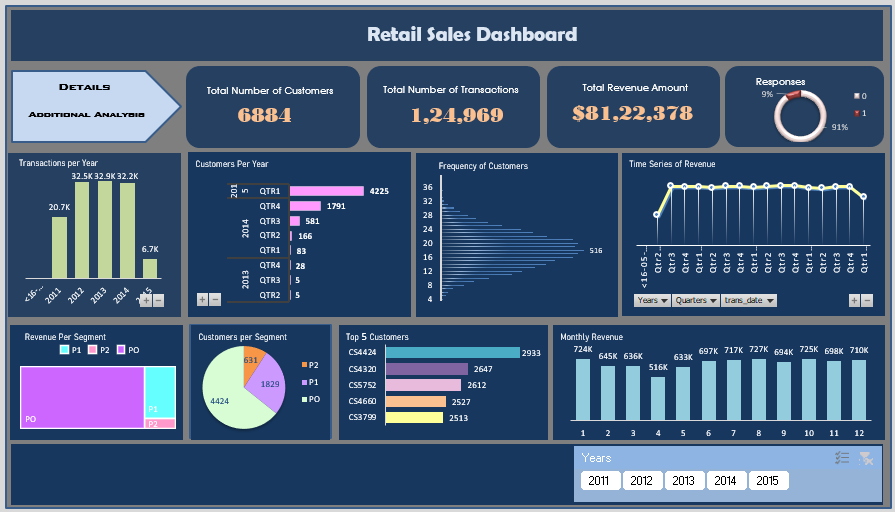 Retail Sales Dashboard
Details
Additional Analysis
Total Number of Customers
6884
Total Number of Transactions
1,24,969
Total Revenue Amount
$81,22,378
Responses
9%
91%
0
1
Transactions per Year
20.7K
32.5K
32.9K
32.2K
6.7K
<16-...
2011
2012
2013
2014
2015
Customers Per Year
2015
QTR1
4225
2014
QTR4
1791
QTR3
581
QTR2
166
QTR1
83
2013
QTR4
28
QTR3
5
QTR2
5
Frequency of Customers
36
32
28
24
20
16
12
8
4
516
Time Series of Revenue
<16-05-...
Qtr2
Qtr3
Qtr4
Qtr1
Qtr2
Qtr3
Qtr4
Qtr1
Qtr2
Qtr3
Qtr4
Qtr1
Qtr2
Qtr3
Qtr4
Qtr1
Years
Quarters
trans_date
Revenue Per Segment
P1
P2
PO
PO
P1
P2
Customers per Segment
631
1829
4424
P2
P1
PO
Top 5 Customers
CS4424
2933
CS4320
2647
CS5752
2612
CS4660
2527
CS3799
2513
Monthly Revenue
724K
645K
636K
516K
633K
697K
717K
727K
694K
725K
698K
710K
1
2
3
4
5
6
7
8
9
10
11
12
Years
2011
2012
2013
2014
2015